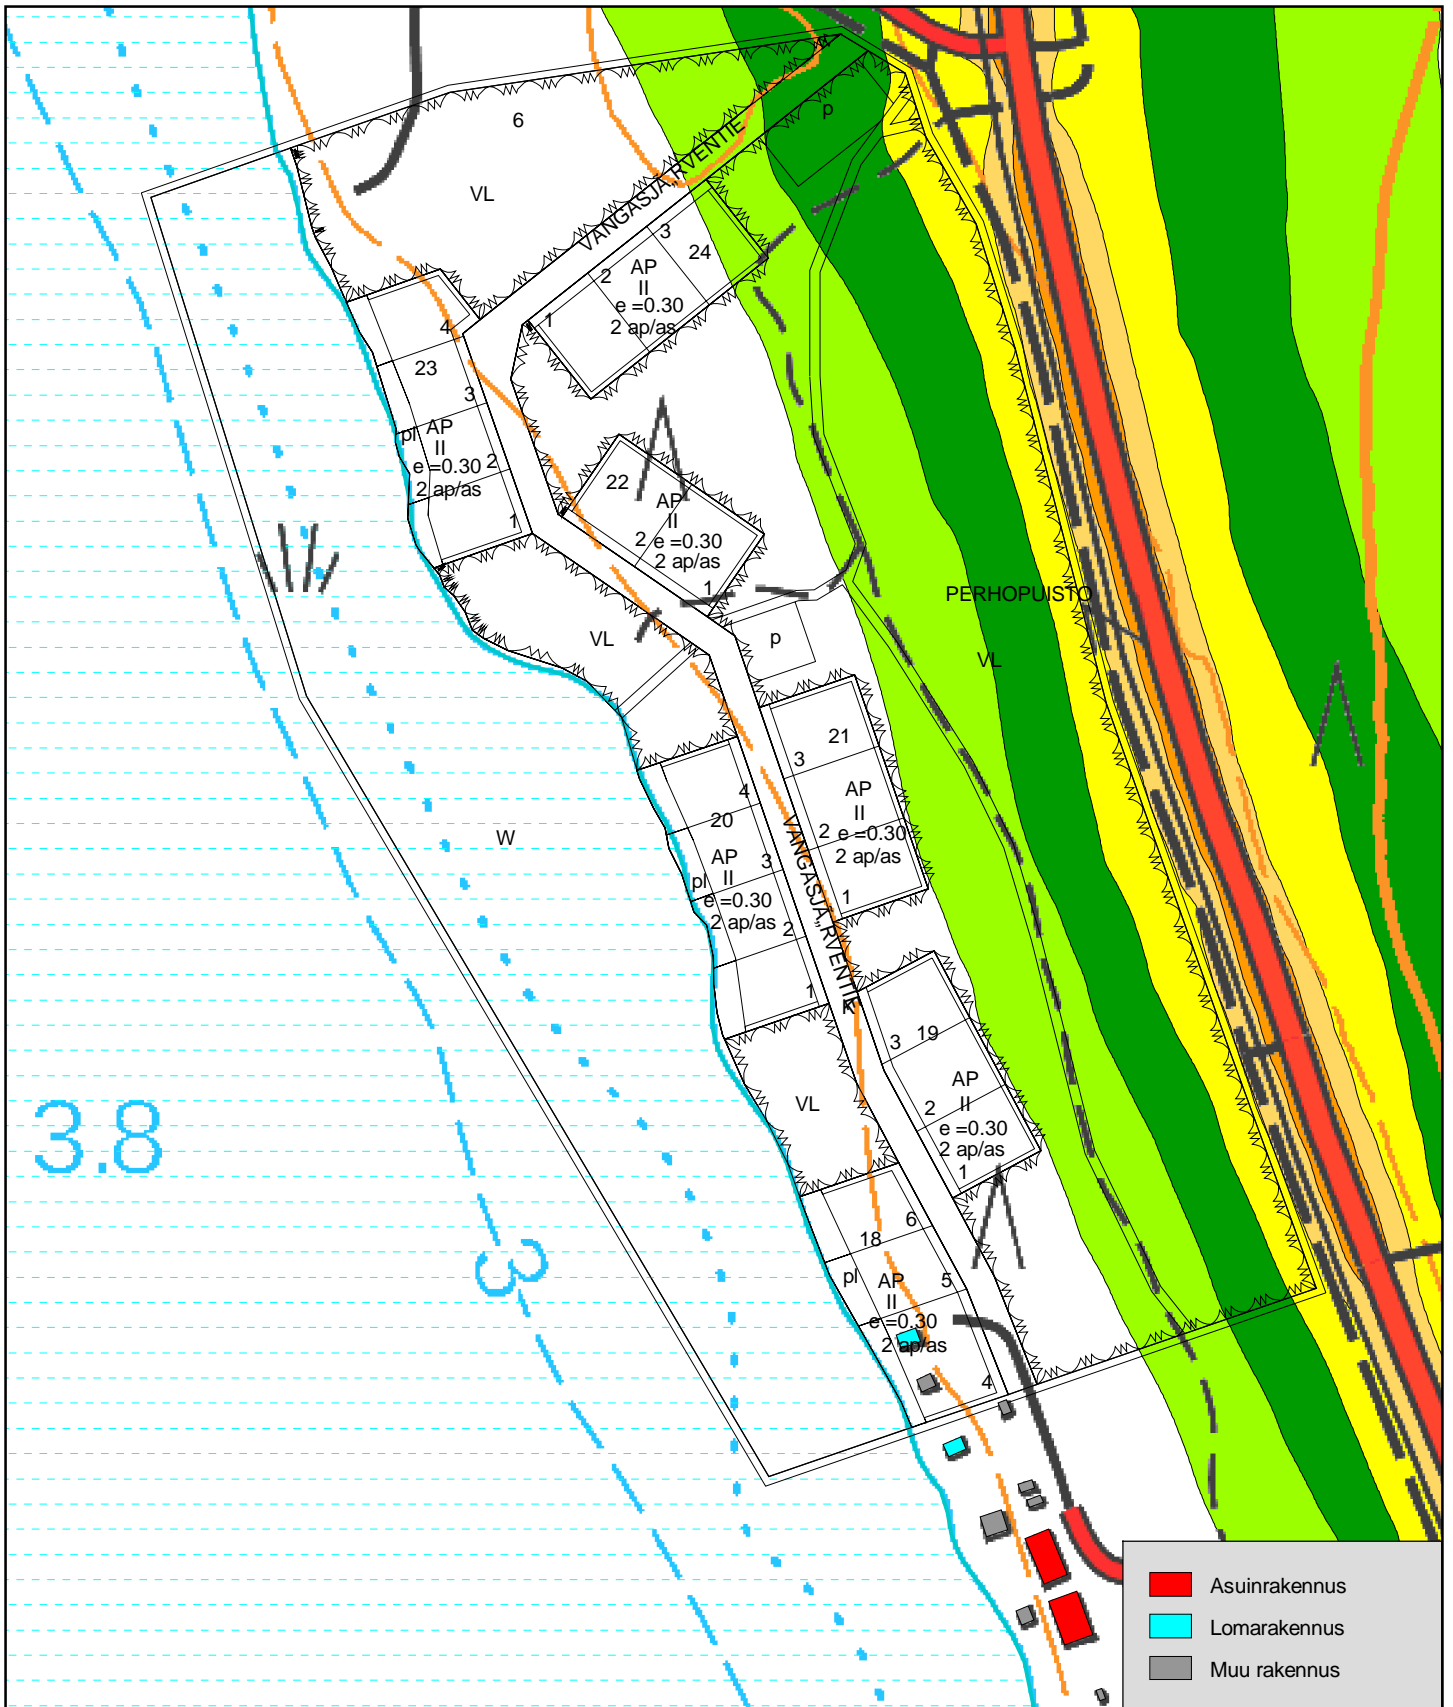 6
VL
p
VANGASJÄ„RVENTIE
3
24
2
AP
II
e =0.30
2 ap/as
1
4
23
3
pl
AP
II
e =0.30
2
2 ap/as
1
22
AP
II
2
e =0.30
2 ap/as
1
PERHOPUISTO
VL
VL
p
21
3
AP
II
2
e =0.30
2 ap/as
1
4
20
3
AP
II
pl
e =0.30
2 ap/as
2
1
W
VANGASJÄ„RVENTIE
19
3
AP
II
2
e =0.30
2 ap/as
1
VL
3.8
3
6
18
5
pl
AP
II
e =0.30
2 ap/as
4
Asuinrakennus
Lomarakennus
Muu rakennus